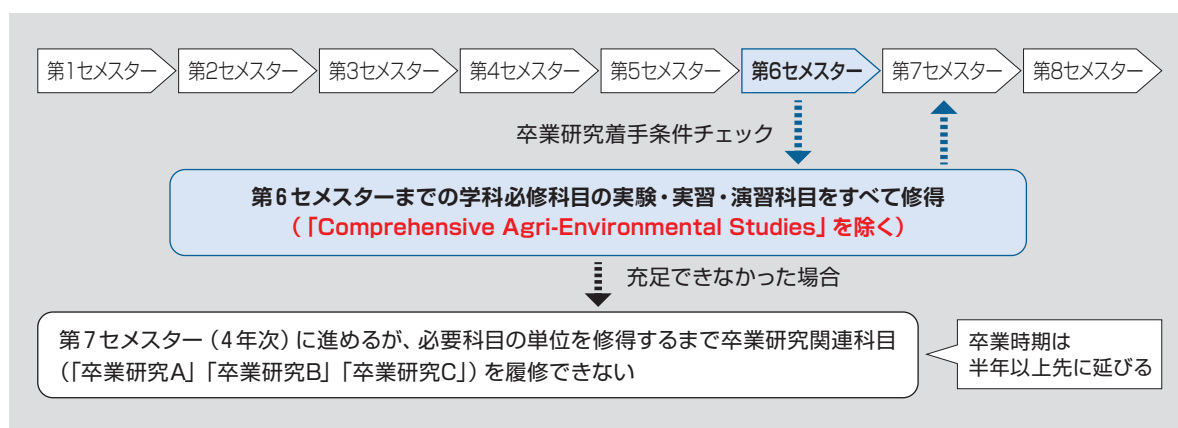 第1セメスター
第2セメスター
第3セメスター
第4セメスター
第5セメスター
第6セメスター
第7セメスター
第8セメスター
卒業研究着手条件チェック
第6セメスターまでの学科必修科目の実験・実習・演習科目をすべて修得
（「Comprehensive Agri-Environmental Studies」を除く）
充足できなかった場合
第7セメスター（4年次）に進めるが、必要科目の単位を修得するまで卒業研究関連科目
（「卒業研究A」「卒業研究B」「卒業研究C」）を履修できない
卒業時期は
半年以上先に延びる